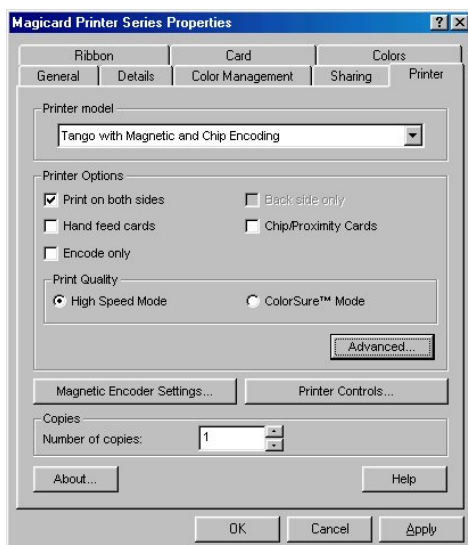 Magicard Printer Series Properties
Ribbon Card Colors
General Details Color Management Sharing Printer
Printer model
Tango with Magnetic and Chip Encoding
Printer Options
Print on both sides Back side only
Hand feed cards Chip/Proximity Cards
Encode only
Print Quality
High Speed Mode ColorSure™ Mode
Advanced...
Magnetic Encoder Settings... Printer Controls...
Copies
Number of copies: 1
About... Help
OK Cancel Apply